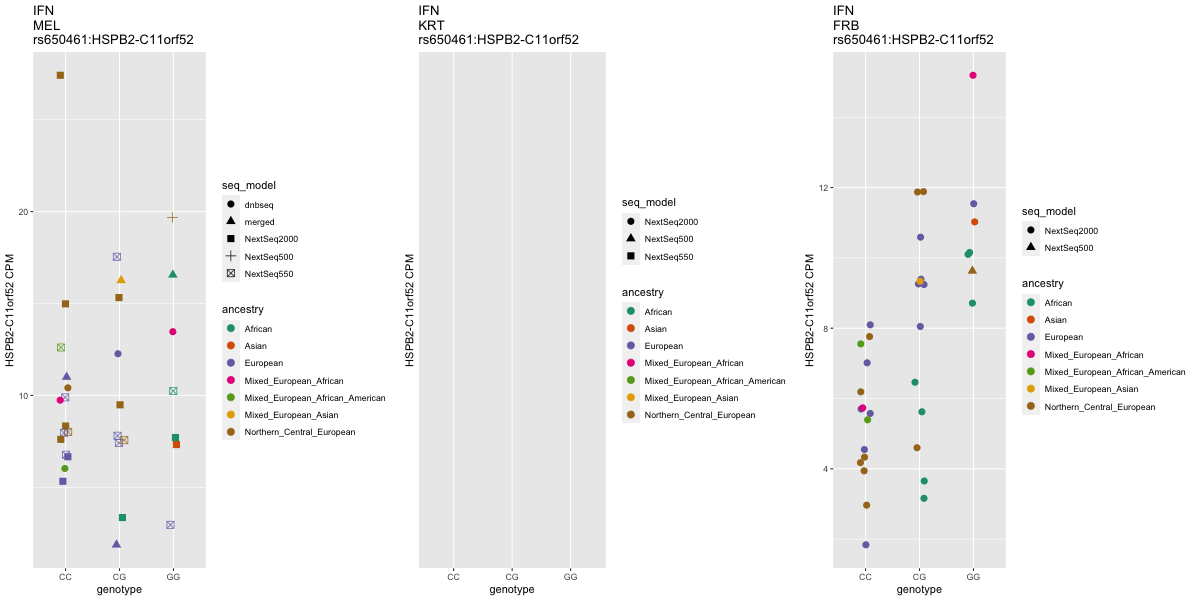 IFN
MEL
rs650461:HSPB2-C11orf52
HSPB2-C11orf52 CPM
20
10
CC
CG
GG
genotype
seq_model
dnbseq
merged
NextSeq2000
NextSeq500
NextSeq550
ancestry
African
Asian
European
Mixed_European_African
Mixed_European_African_American
Mixed_European_Asian
Northern_Central_European
IFN
KRT
rs650461:HSPB2-C11orf52
HSPB2-C11orf52 CPM
CC
CG
GG
genotype
seq_model
NextSeq2000
NextSeq500
NextSeq550
ancestry
African
Asian
European
Mixed_European_African
Mixed_European_African_American
Mixed_European_Asian
Northern_Central_European
IFN
FRB
rs650461:HSPB2-C11orf52
HSPB2-C11orf52 CPM
12
8
4
CC
CG
GG
genotype
seq_model
NextSeq2000
NextSeq500
ancestry
African
Asian
European
Mixed_European_African
Mixed_European_African_American
Mixed_European_Asian
Northern_Central_European